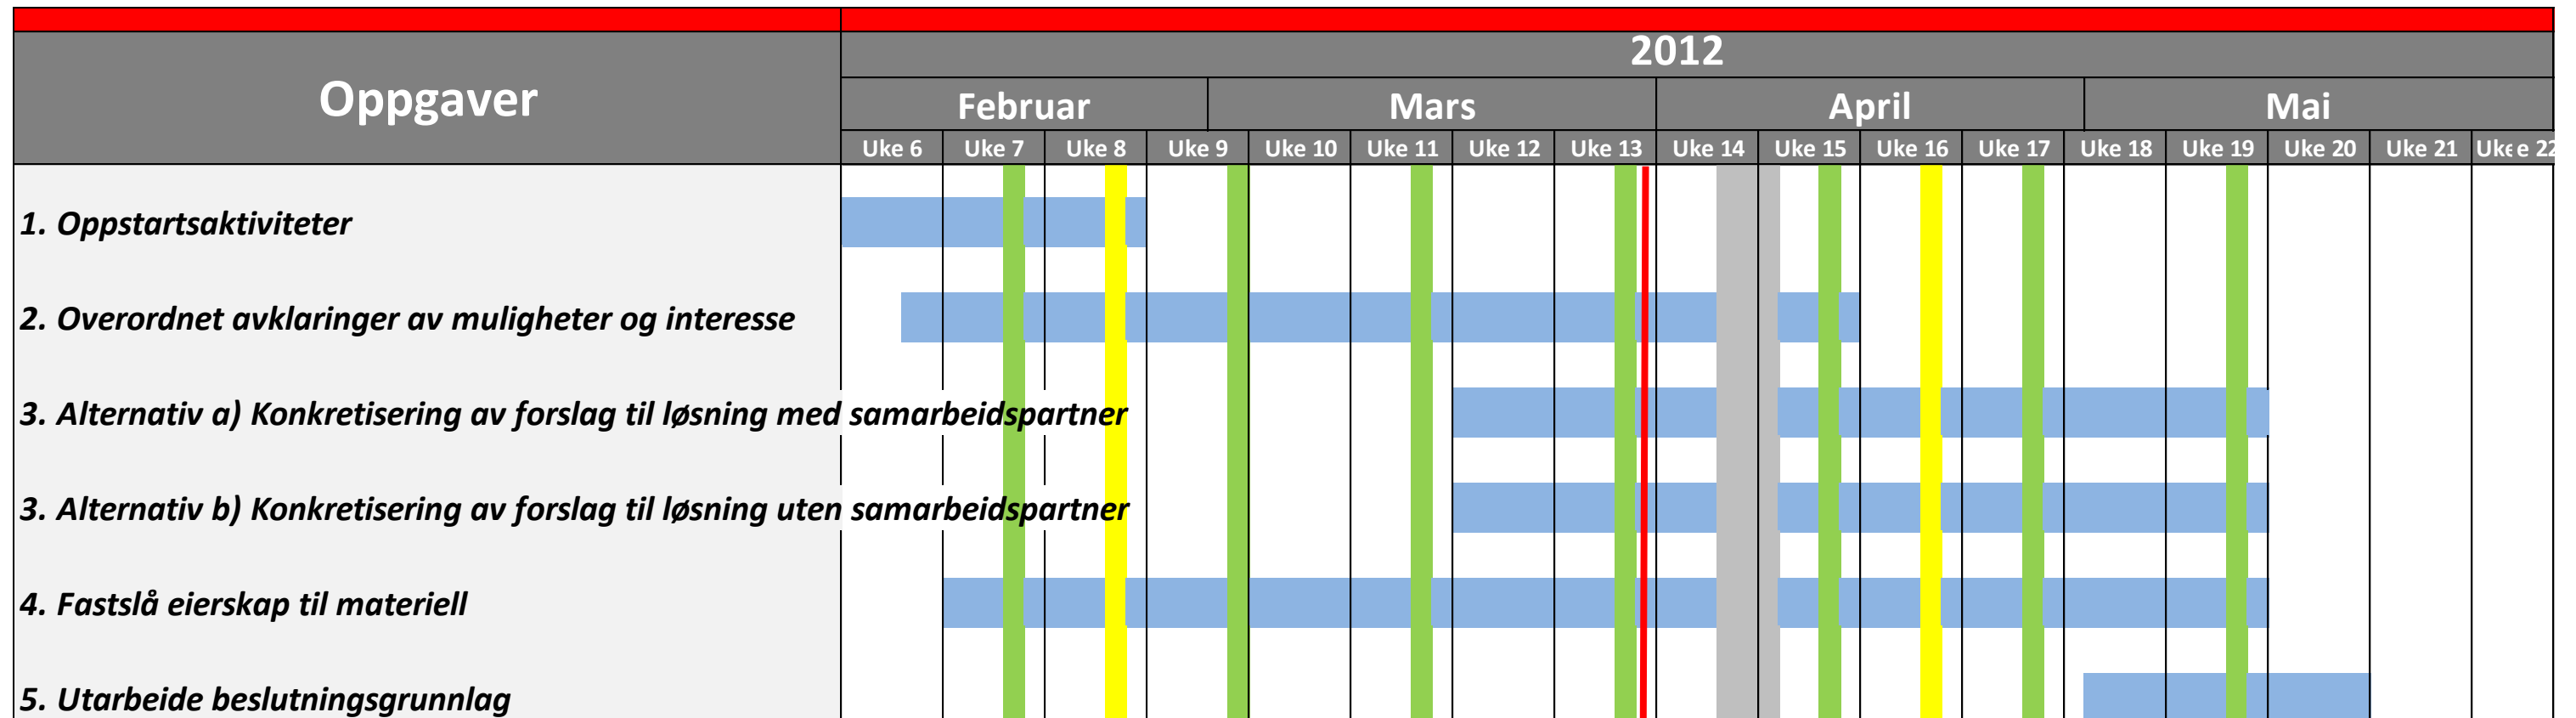 2012
Oppgaver
Februar Mars April Mai
Uke 6 Uke 7 Uke 8 Uke 9 Uke 10 Uke 11 Uke 12 Uke 13 Uke 14 Uke 15 Uke 16 Uke 17 Uke 18 Uke 19 Uke 20 Uke 21 Uke 22
1. Oppstartsaktiviteter
2. Overordnet avklaringer av muligheter og interesse
3. Alternativ a) Konkretisering av forslag til løsning med samarbeidspartner
3. Alternativ b) Konkretisering av forslag til løsning uten samarbeidspartner
4. Fastslå eierskap til materiell
5. Utarbeide beslutningsgrunnlag